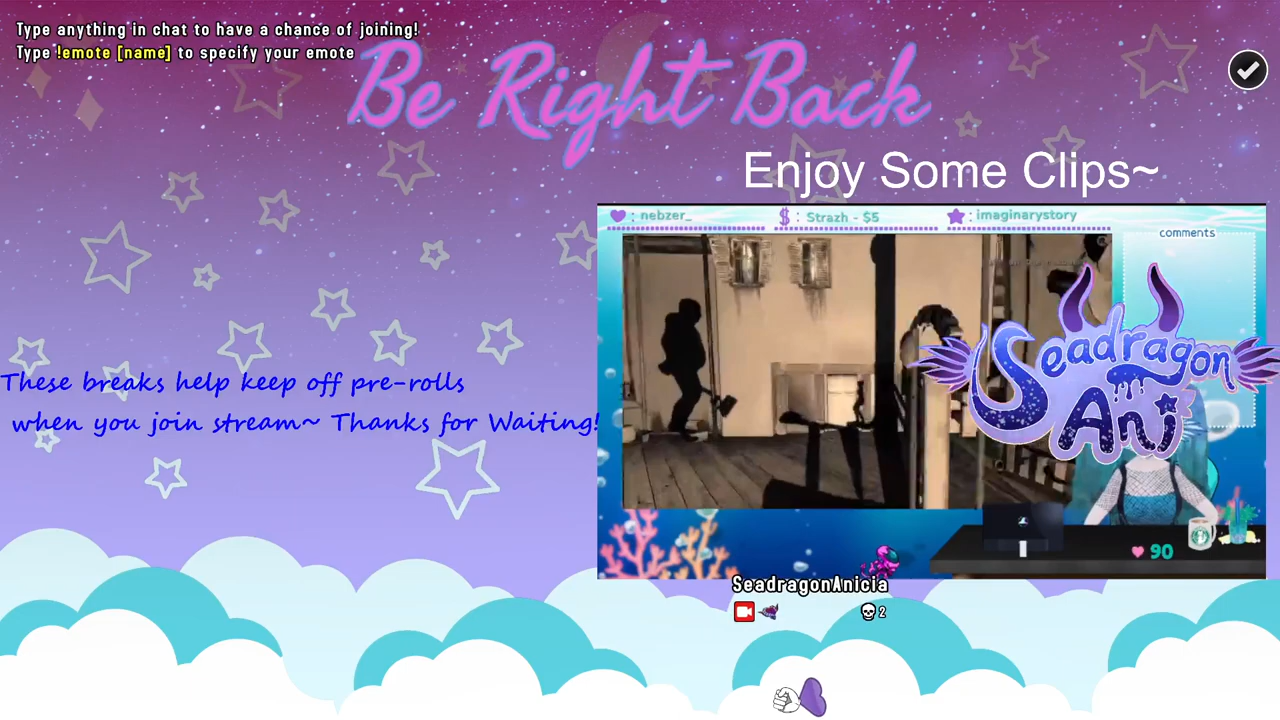 Type anything in chat to have a chance of joining!
Type !emote [name] to specify your emote
Be Right Back
Enjoy Some Clips~
: nebzer_
$ : Strazh - $5
: imaginarystory
comments
Seadragon
Ani
These breaks help keep off pre-rolls
when you join stream~ Thanks for Waiting!
90
SeadragonAnicia
2